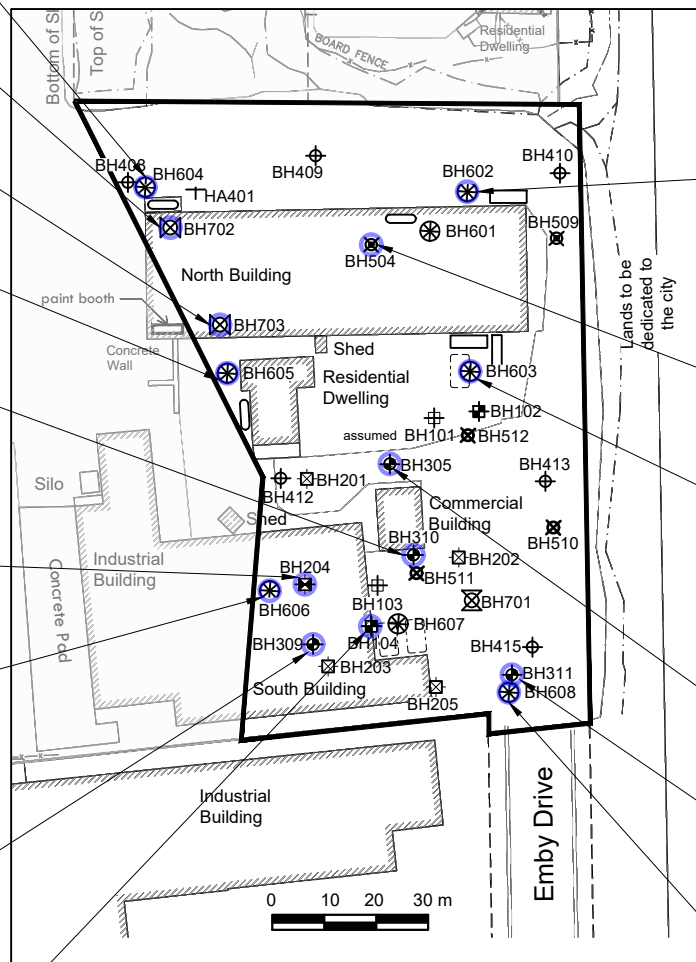 Bottom of Sl
Top of S
BOARD FENCE
Residential
Dwelling
BH408
BH604
HA401
BH409
BH602
BH410
BH702
BH601
BH509
BH504
North Building
Lands to be
dedicated to
the city
paint booth
BH703
Concrete
Wall
Shed
BH605
Residential
Dwelling
BH603
BH102
assumed
BH101
BH512
BH305
BH412
BH201
BH413
Silo
Shed
Commercial
Building
BH510
BH310
Industrial
Building
Concrete Pad
BH204
BH202
BH511
BH606
BH103
BH701
BH607
BH309
BH104
BH415
BH203
BH311
South Building
BH205
BH608
Industrial
Building
Emby Drive
0 10 20 30 m